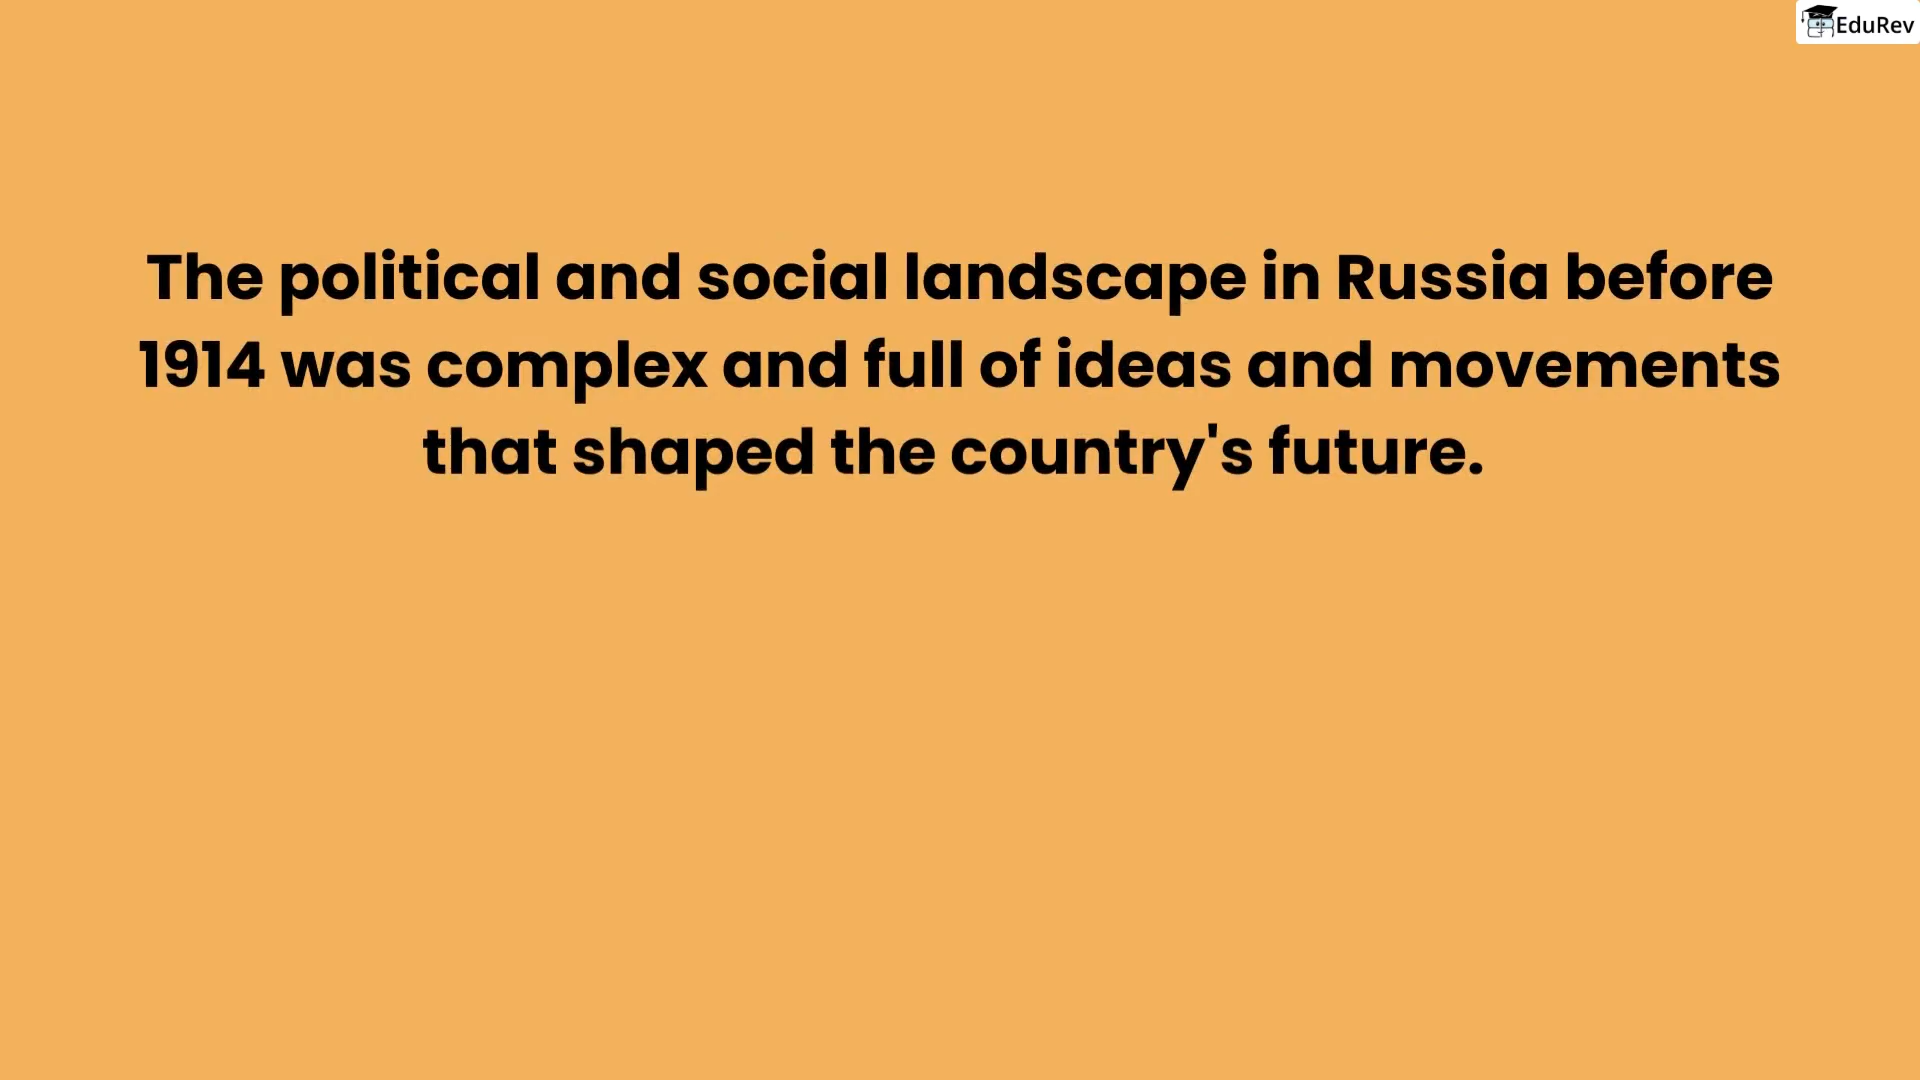 EduRev
The political and social landscape in Russia before
1914 was complex and full of ideas and movements
that shaped the country's future.